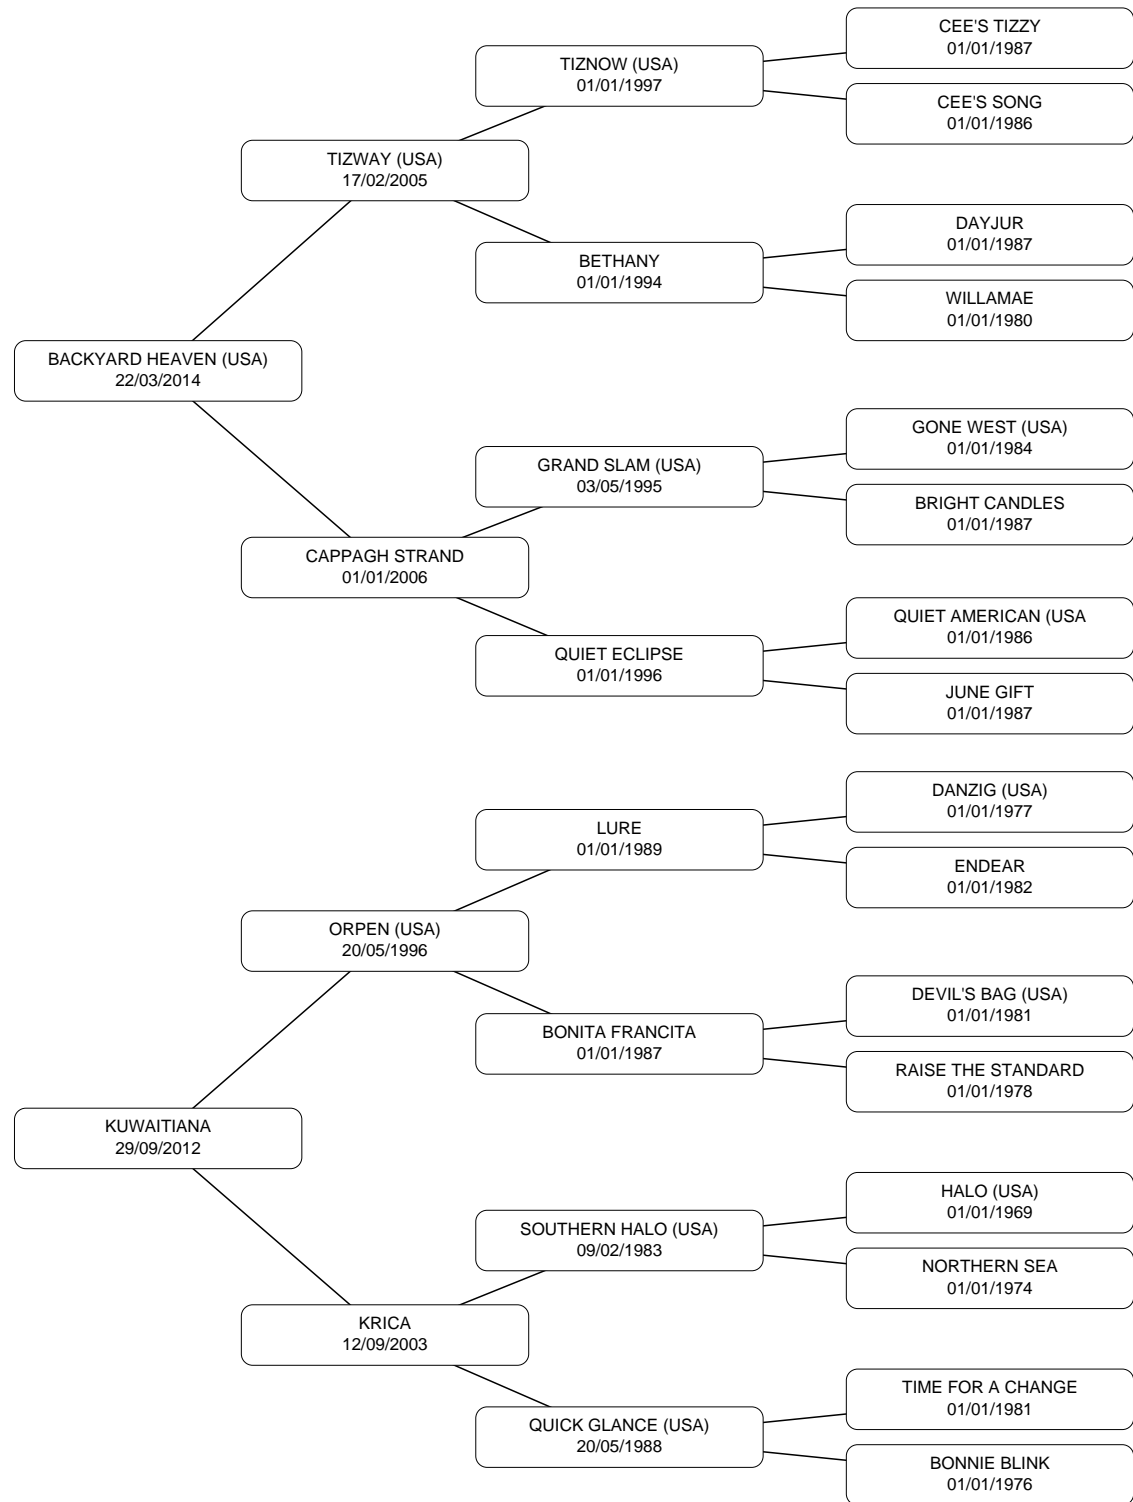 CEE'S TIZZY
01/01/1987
TIZNOW (USA)
01/01/1997
CEE'S SONG
01/01/1986
TIZWAY (USA)
17/02/2005
DAYJUR
01/01/1987
BETHANY
01/01/1994
WILLAMAE
01/01/1980
BACKYARD HEAVEN (USA)
22/03/2014
GONE WEST (USA)
01/01/1984
GRAND SLAM (USA)
03/05/1995
BRIGHT CANDLES
01/01/1987
CAPPAGH STRAND
01/01/2006
QUIET AMERICAN (USA
01/01/1986
QUIET ECLIPSE
01/01/1996
JUNE GIFT
01/01/1987
DANZIG (USA)
01/01/1977
LURE
01/01/1989
ENDEAR
01/01/1982
ORPEN (USA)
20/05/1996
DEVIL'S BAG (USA)
01/01/1981
BONITA FRANCITA
01/01/1987
RAISE THE STANDARD
01/01/1978
KUWAITIANA
29/09/2012
HALO (USA)
01/01/1969
SOUTHERN HALO (USA)
09/02/1983
NORTHERN SEA
01/01/1974
KRICA
12/09/2003
TIME FOR A CHANGE
01/01/1981
QUICK GLANCE (USA)
20/05/1988
BONNIE BLINK
01/01/1976